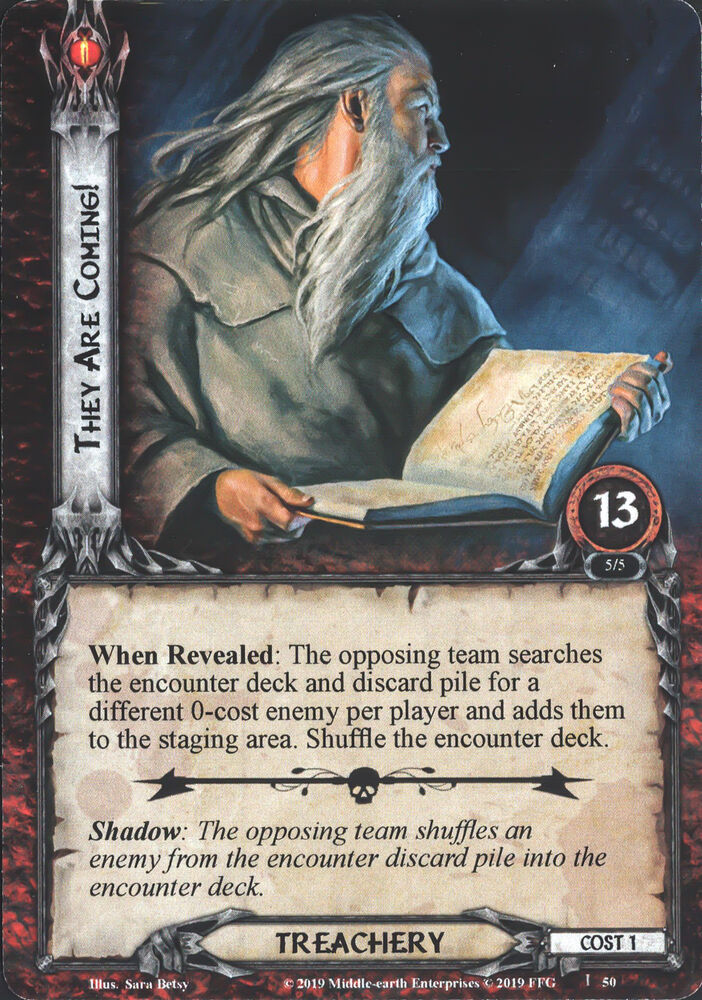 THEY ARE COMING!
13
5/5
When Revealed: The opposing team searches
the encounter deck and discard pile for a
different 0-cost enemy per player and adds them
to the staging area. Shuffle the encounter deck.
Shadow: The opposing team shuffles an
enemy from the encounter discard pile into the
encounter deck.
TREACHERY
COST 1
Illus. Sara Betsy
© 2019 Middle-earth Enterprises © 2019 FFG
50